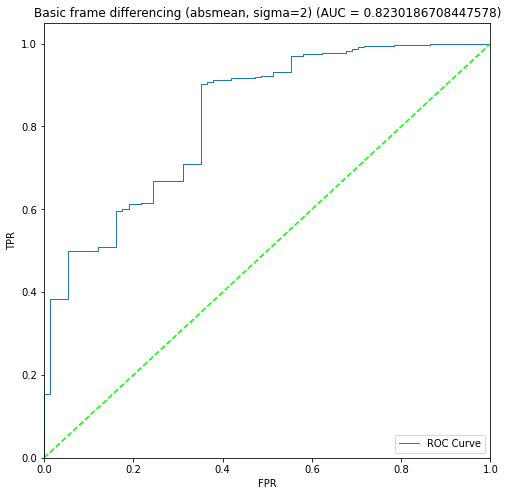 Basic frame differencing (absmean, sigma=2) (AUC = 0.8230186708447578)
1.0
0.8
0.6
0.4
0.2
0.0
TPR
0.0 0.2 0.4 0.6 0.8 1.0
FPR
ROC Curve